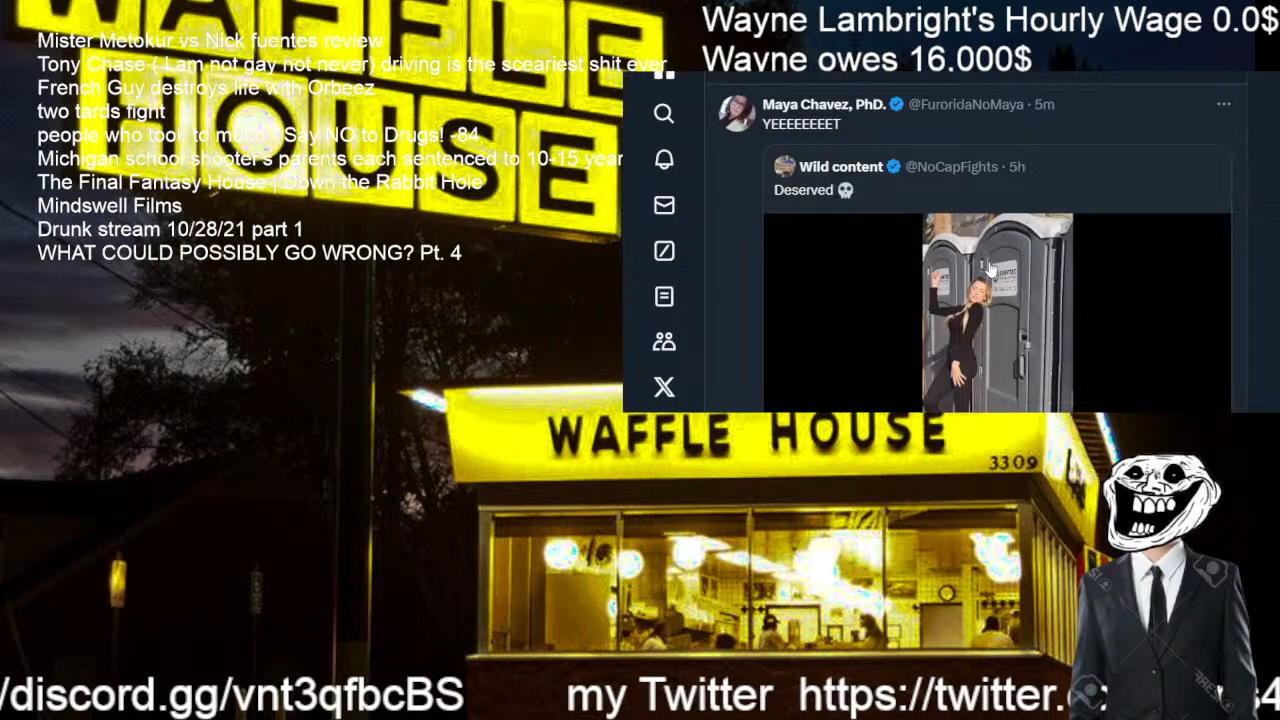 WAFFLE
HOUSE
Mister Metokur vs Nick fuentes review
Tony Chase ( I am not gay not never) driving is the sceariest shit ever
French Guy destroys life with Orbeez
two tards fight
people who took to much - Say NO to Drugs! -84
Michigan school shooter's parents each sentenced to 10-15 year
The Final Fantasy House | Down the Rabbit Hole
Mindswell Films
Drunk stream 10/28/21 part 1
WHAT COULD POSSIBLY GO WRONG? Pt. 4
Wayne Lambright's Hourly Wage 0.0$
Wayne owes 16.000$
Maya Chavez, PhD. @FuroridaNoMaya · 5m
YEEEEEEEET
Wild content @NoCapFights · 5h
Deserved 💀
WAFFLE HOUSE
3309
/discord.gg/vnt3qfbcBS my Twitter https://twitter.